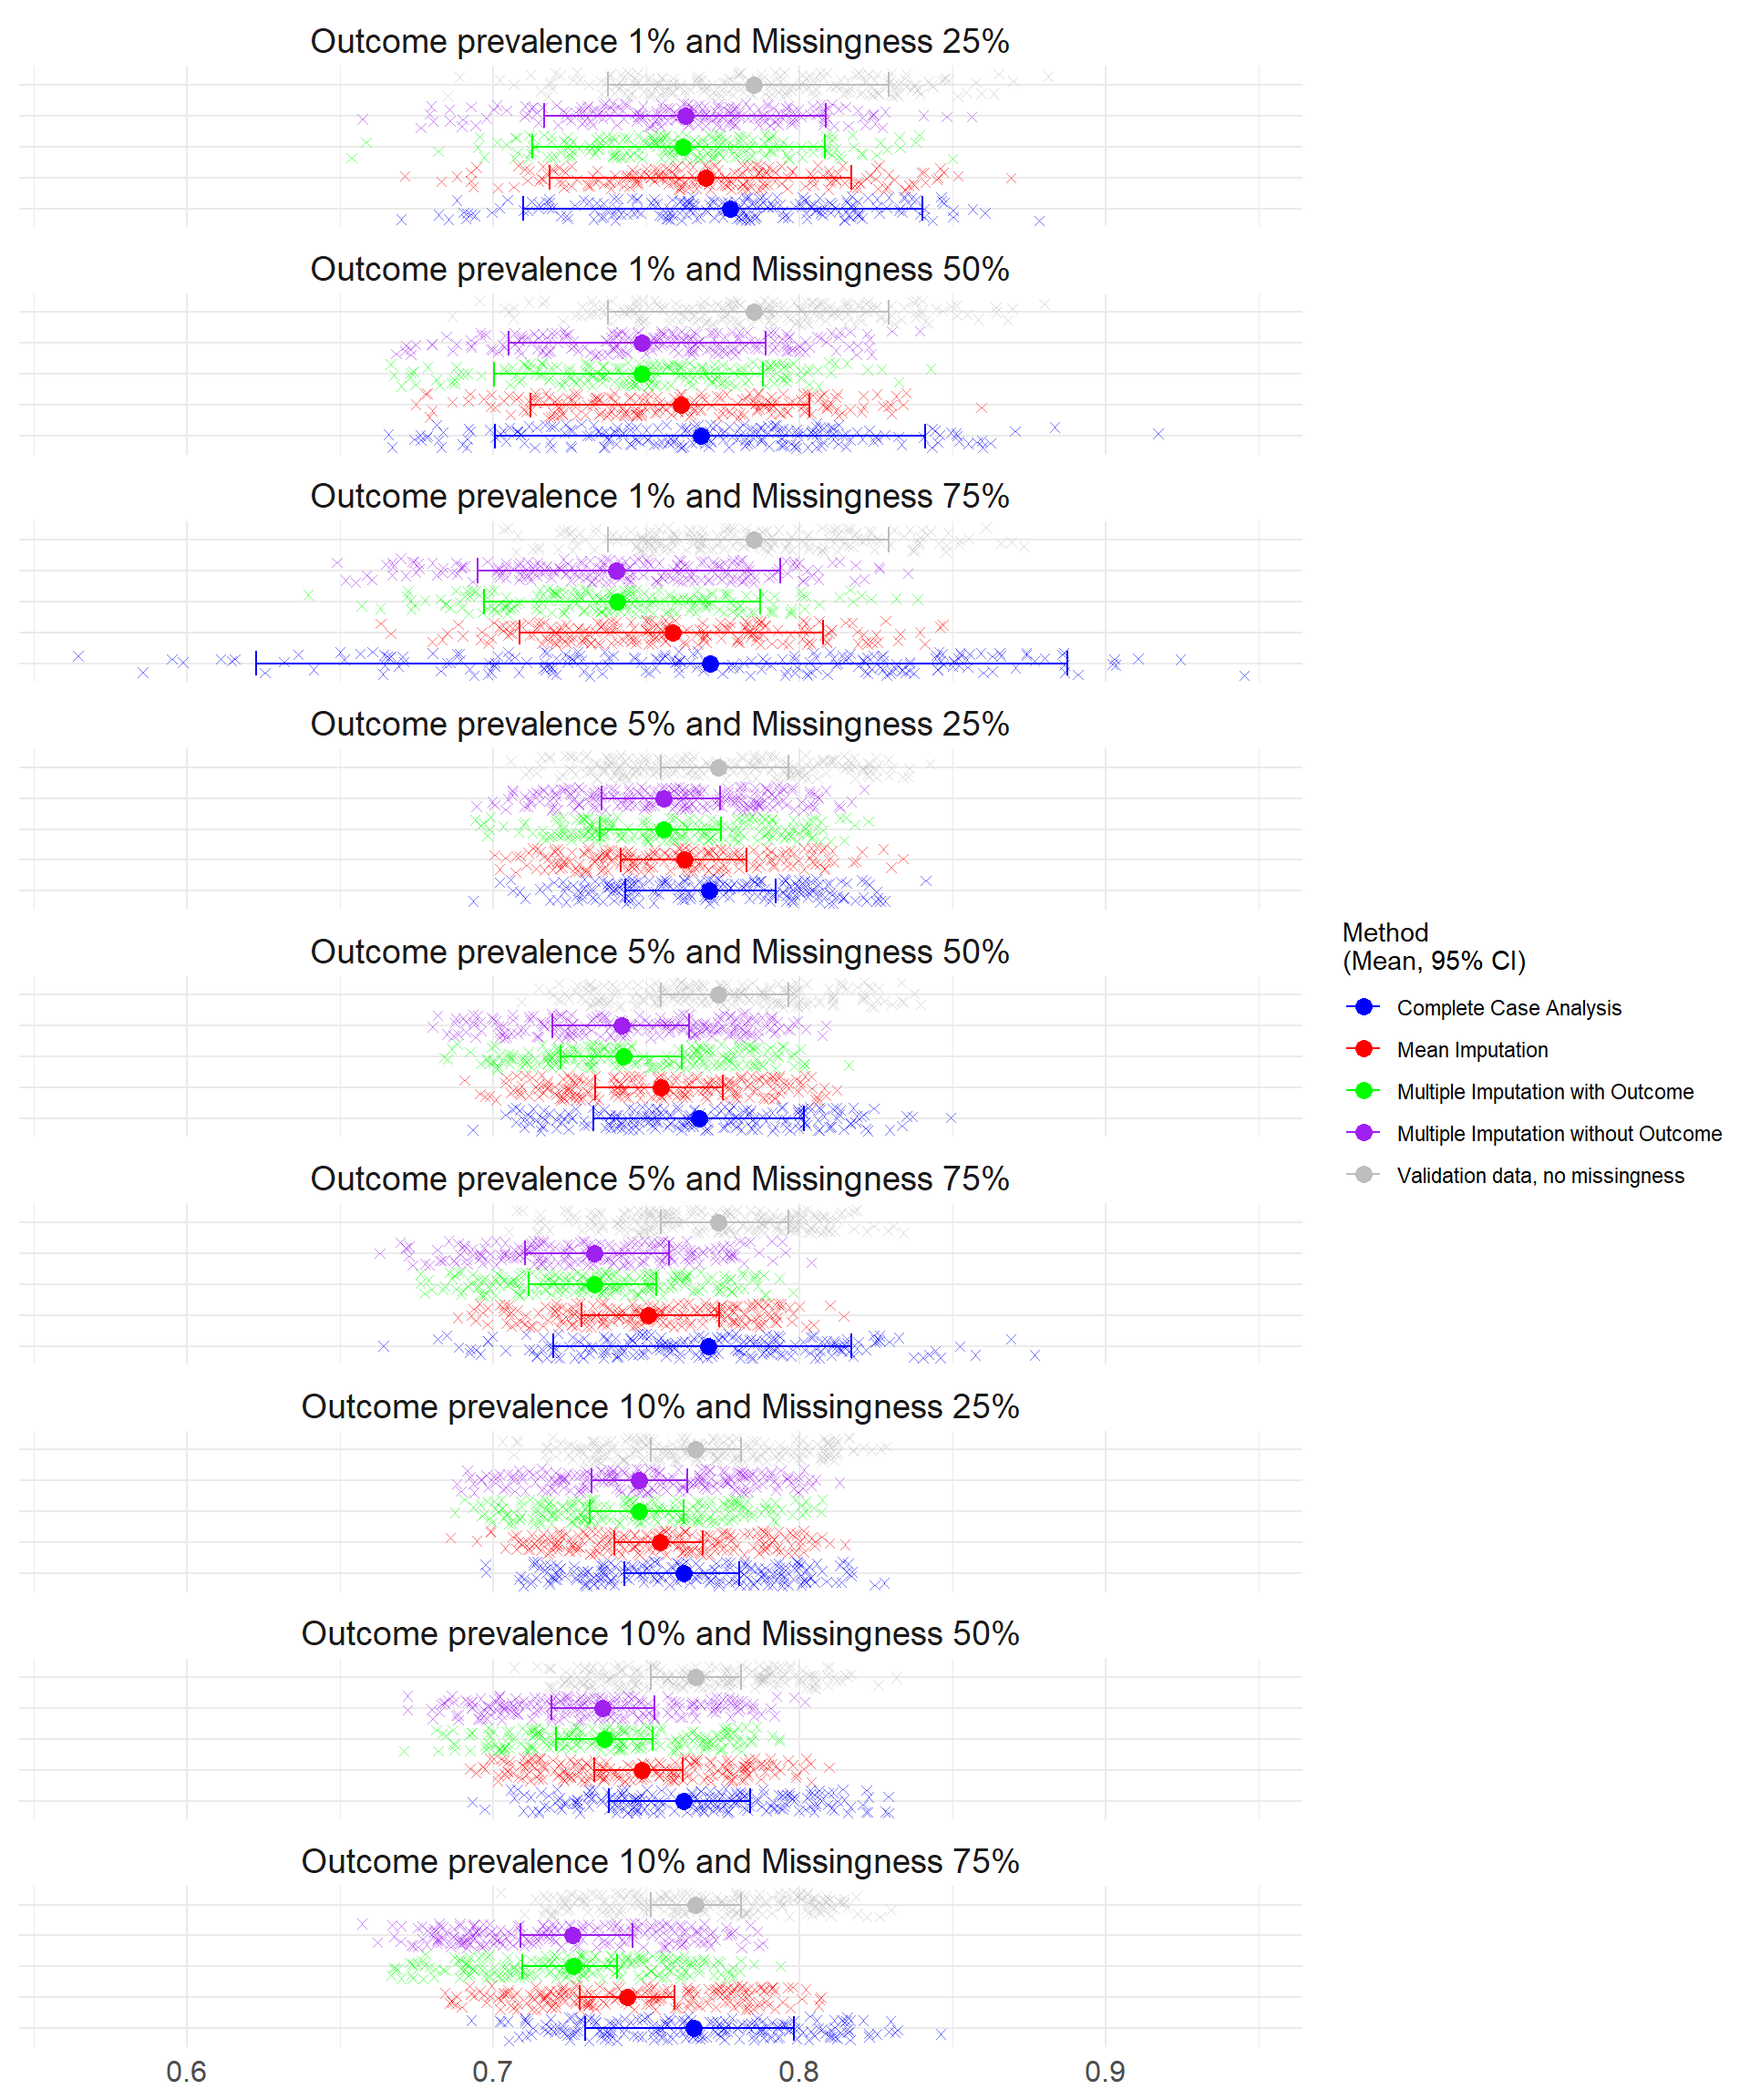 Outcome prevalence 1% and Missingness 25%
Outcome prevalence 1% and Missingness 50%
Outcome prevalence 1% and Missingness 75%
Outcome prevalence 5% and Missingness 25%
Outcome prevalence 5% and Missingness 50%
Outcome prevalence 5% and Missingness 75%
Outcome prevalence 10% and Missingness 25%
Outcome prevalence 10% and Missingness 50%
Outcome prevalence 10% and Missingness 75%
0.6 0.7 0.8 0.9
Method
(Mean, 95% CI)
Complete Case Analysis
Mean Imputation
Multiple Imputation with Outcome
Multiple Imputation without Outcome
Validation data, no missingness